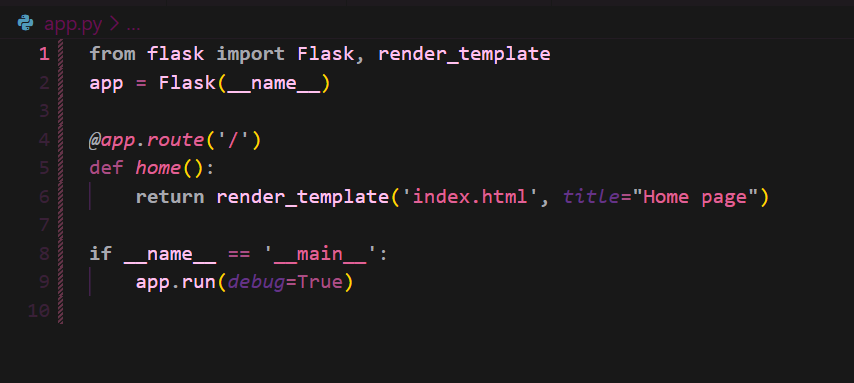 app.py > ...
1 from flask import Flask, render_template
2 app = Flask(__name__)
3
4 @app.route('/')
5 def home():
6     return render_template('index.html', title="Home page")
7
8 if __name__ == '__main__':
9     app.run(debug=True)
10